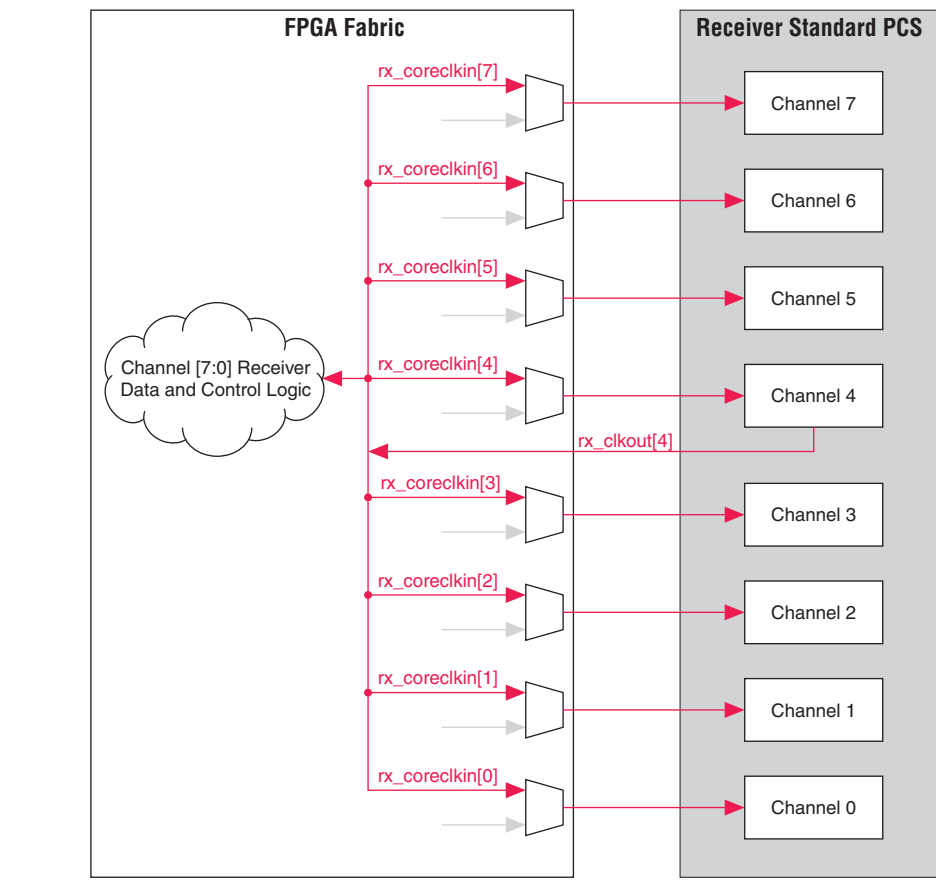 FPGA Fabric
Receiver Standard PCS
rx_coreclkin[7]
Channel 7
rx_coreclkin[6]
Channel 6
rx_coreclkin[5]
Channel 5
Channel [7:0] Receiver
Data and Control Logic
rx_coreclkin[4]
Channel 4
rx_clkout[4]
rx_coreclkin[3]
Channel 3
rx_coreclkin[2]
Channel 2
rx_coreclkin[1]
Channel 1
rx_coreclkin[0]
Channel 0